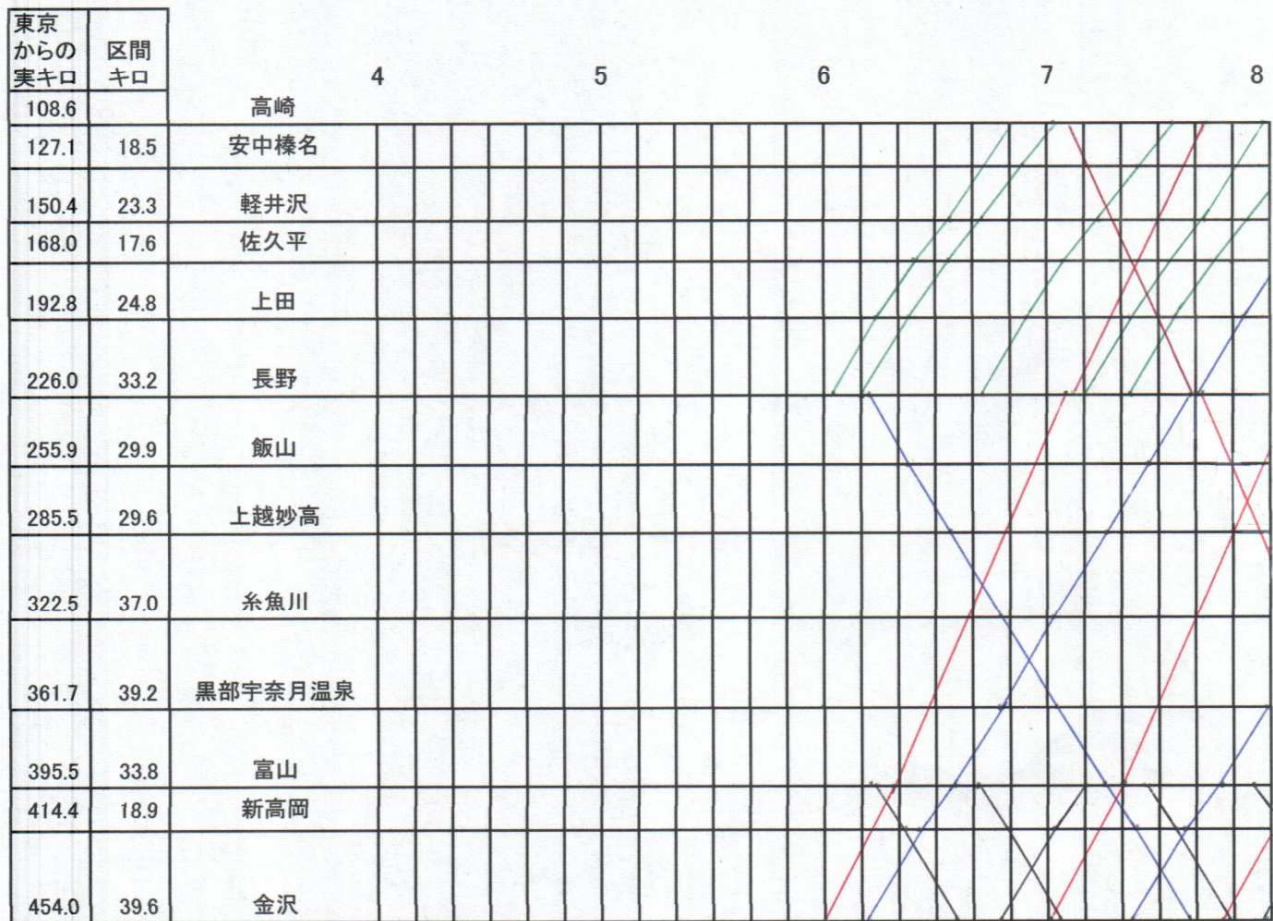 東京
からの 区間
実キロ キロ 4 5 6 7 8
108.6 高崎
127.1 18.5 安中榛名
150.4 23.3 軽井沢
168.0 17.6 佐久平
192.8 24.8 上田
226.0 33.2 長野
255.9 29.9 飯山
285.5 29.6 上越妙高
322.5 37.0 糸魚川
361.7 39.2 黒部宇奈月温泉
395.5 33.8 富山
414.4 18.9 新高岡
454.0 39.6 金沢